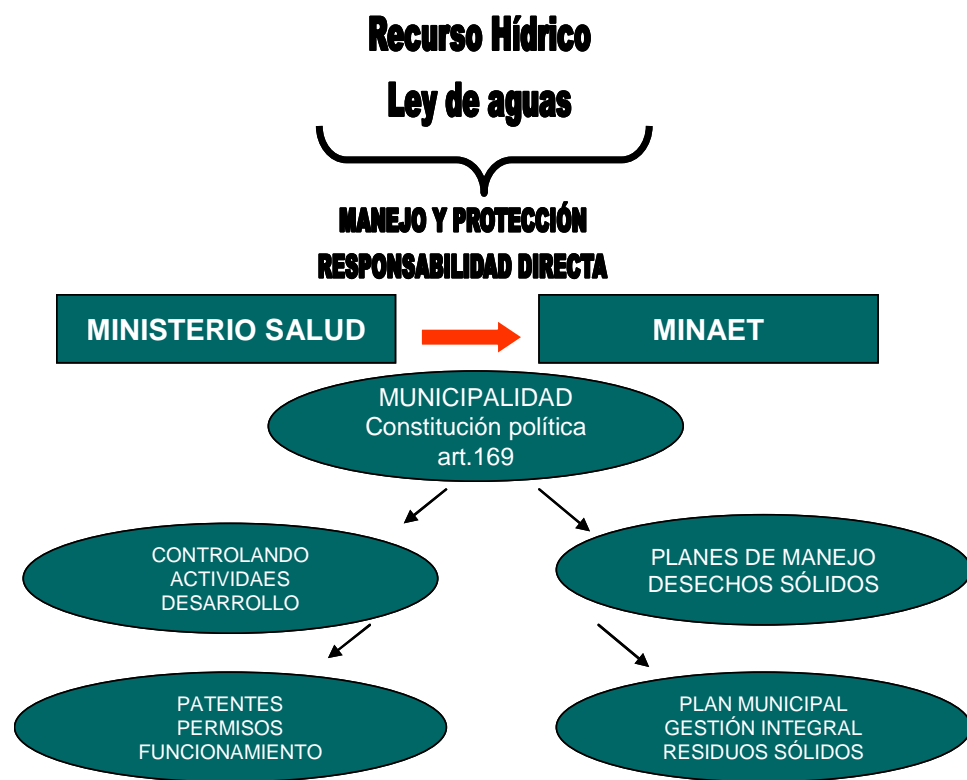 Recurso Hídrico
Ley de aguas
MANEJO Y PROTECCIÓN
RESPONSABILIDAD DIRECTA
MINISTERIO SALUD
MINAET
MUNICIPALIDAD
Constitución política
art.169
CONTROLANDO
ACTIVIDAES
DESARROLLO
PLANES DE MANEJO
DESECHOS SÓLIDOS
PATENTES
PERMISOS
FUNCIONAMIENTO
PLAN MUNICIPAL
GESTIÓN INTEGRAL
RESIDUOS SÓLIDOS